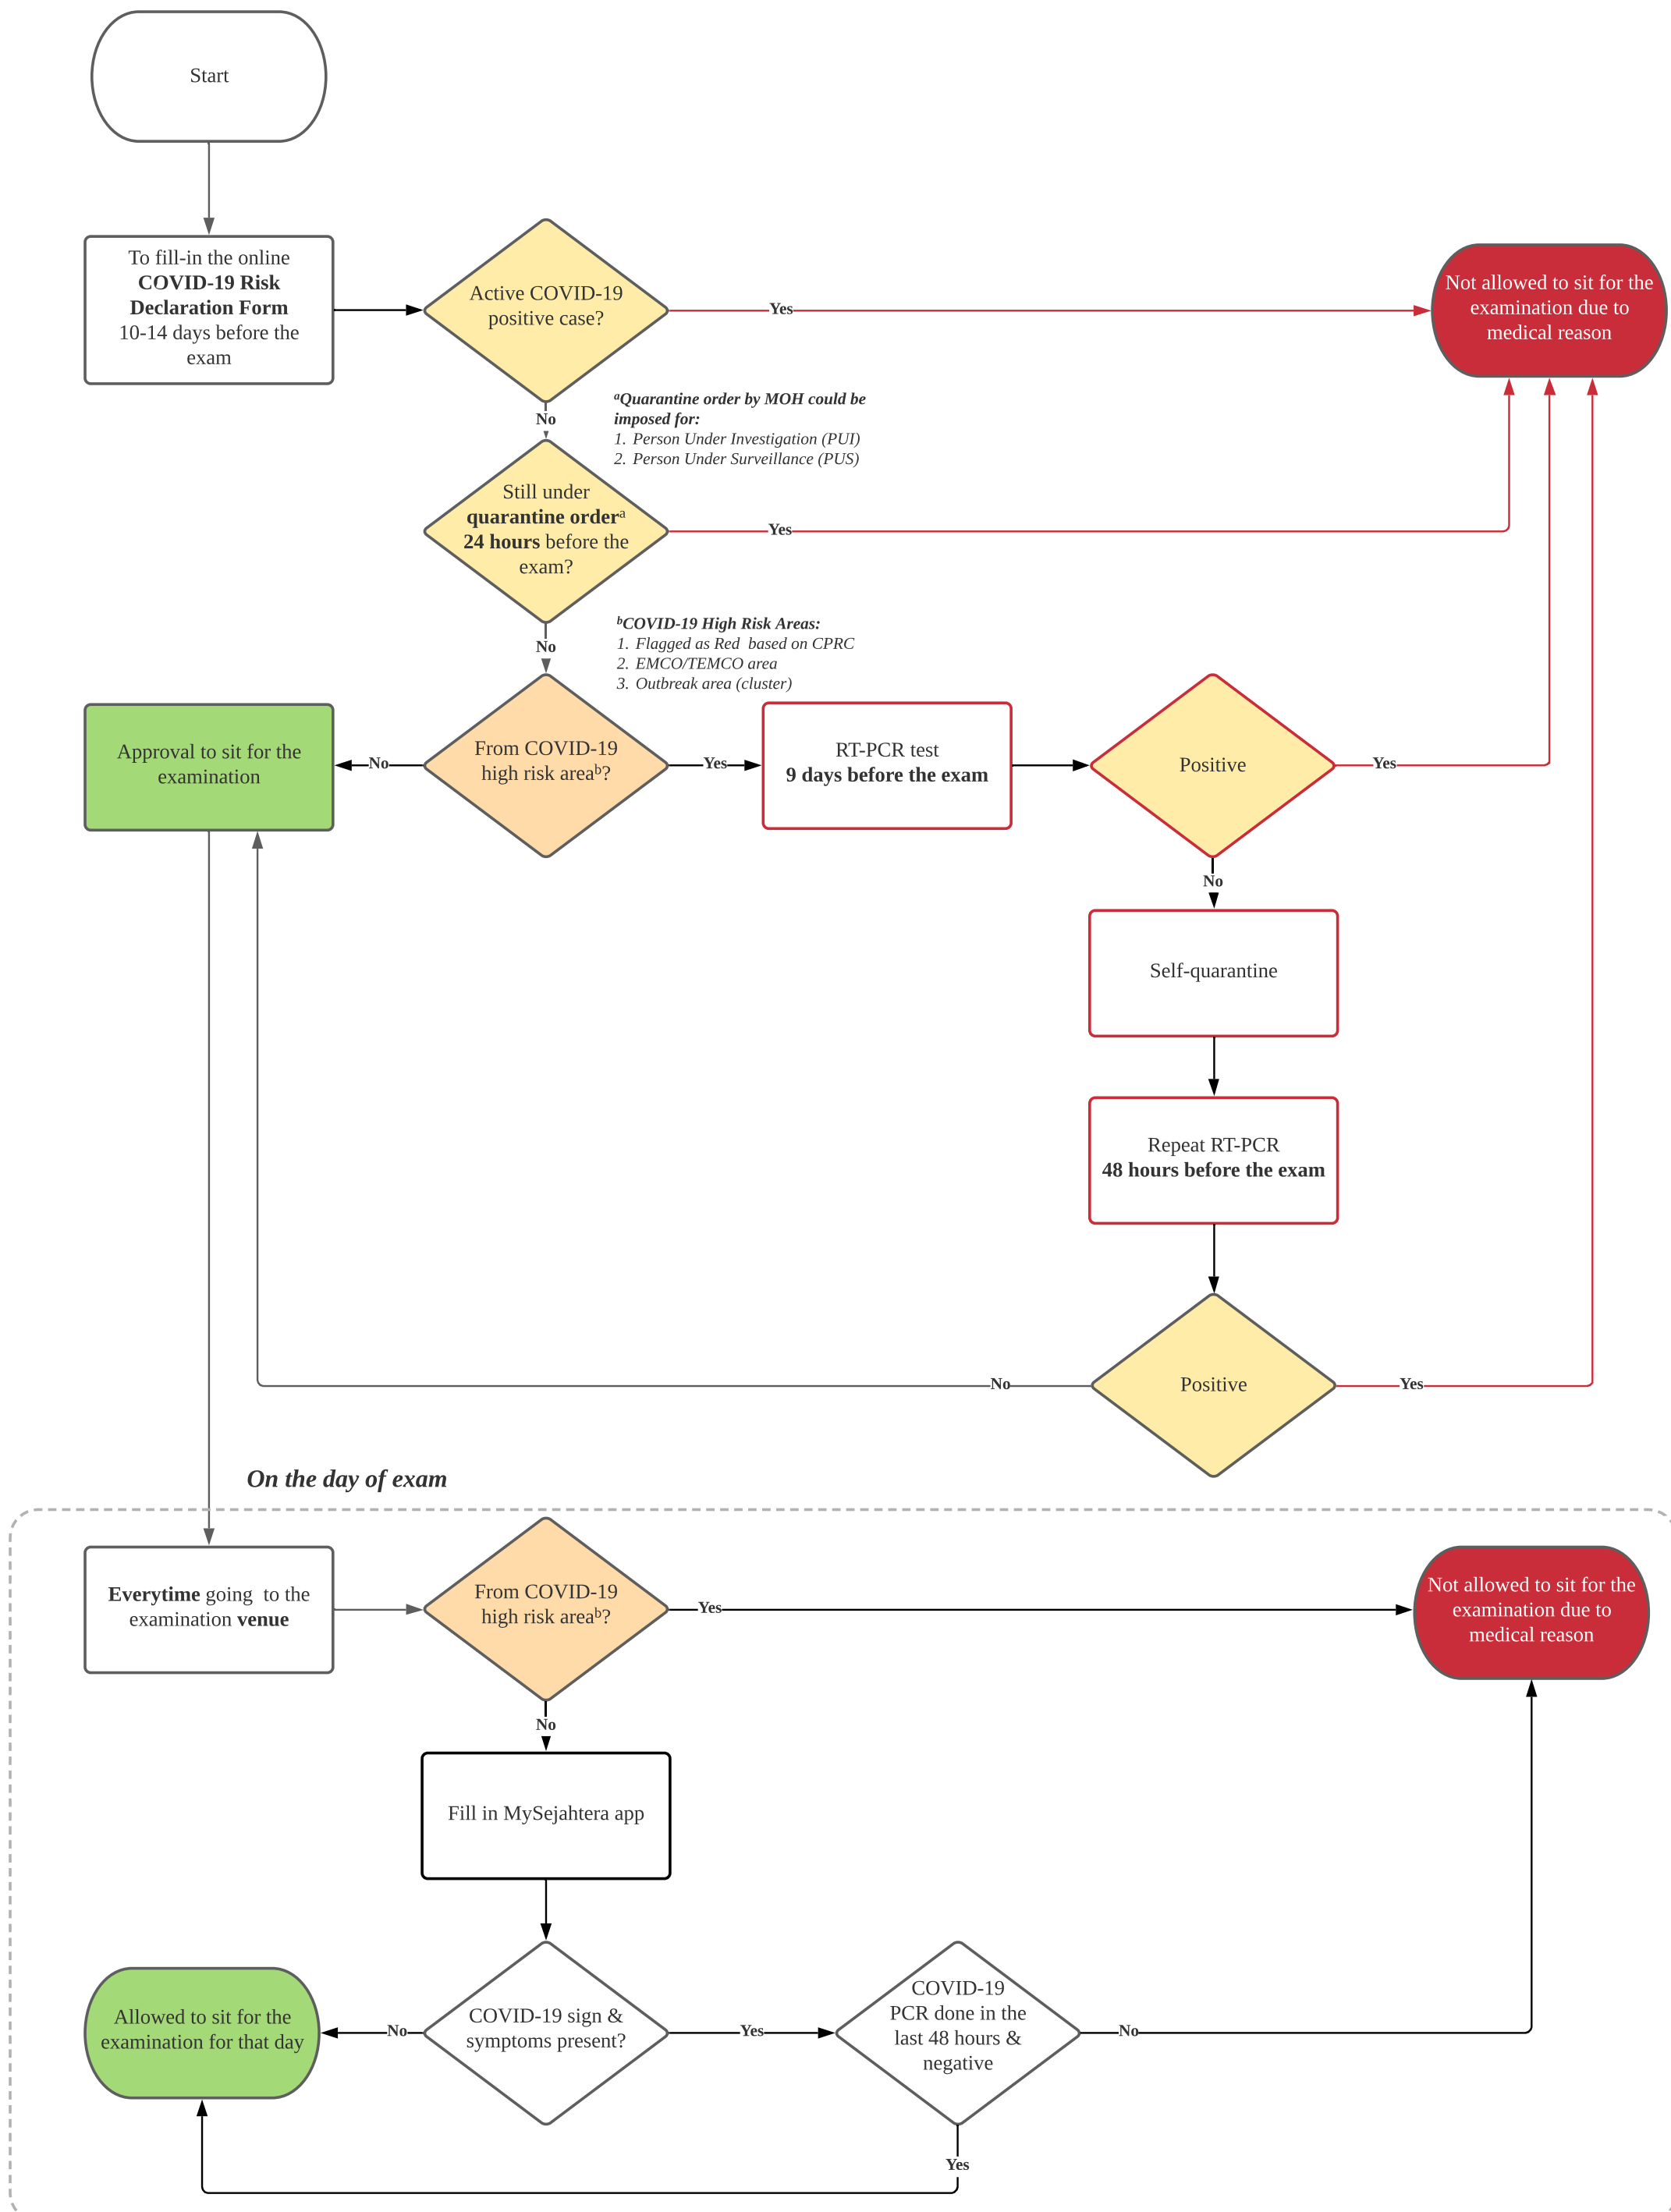 Start
To fill-in the online
COVID-19 Risk
Declaration Form
10-14 days before the
exam
Active COVID-19
positive case?
Yes
Not allowed to sit for the
examination due to
medical reason
No
aQuarantine order by MOH could be
imposed for:
1. Person Under Investigation (PUI)
2. Person Under Surveillance (PUS)
Still under
quarantine ordera
24 hours before the
exam?
Yes
No
bCOVID-19 High Risk Areas:
1. Flagged as Red based on CPRC
2. EMCO/TEMCO area
3. Outbreak area (cluster)
Approval to sit for the
examination
No
From COVID-19
high risk areab?
Yes
RT-PCR test
9 days before the exam
Positive
Yes
No
Self-quarantine
Repeat RT-PCR
48 hours before the exam
No
Positive
Yes
On the day of exam
Everytime going to the
examination venue
From COVID-19
high risk areab?
Yes
Not allowed to sit for the
examination due to
medical reason
No
Fill in MySejahtera app
Allowed to sit for the
examination for that day
No
COVID-19 sign &
symptoms present?
Yes
COVID-19
PCR done in the
last 48 hours &
negative
No
Yes